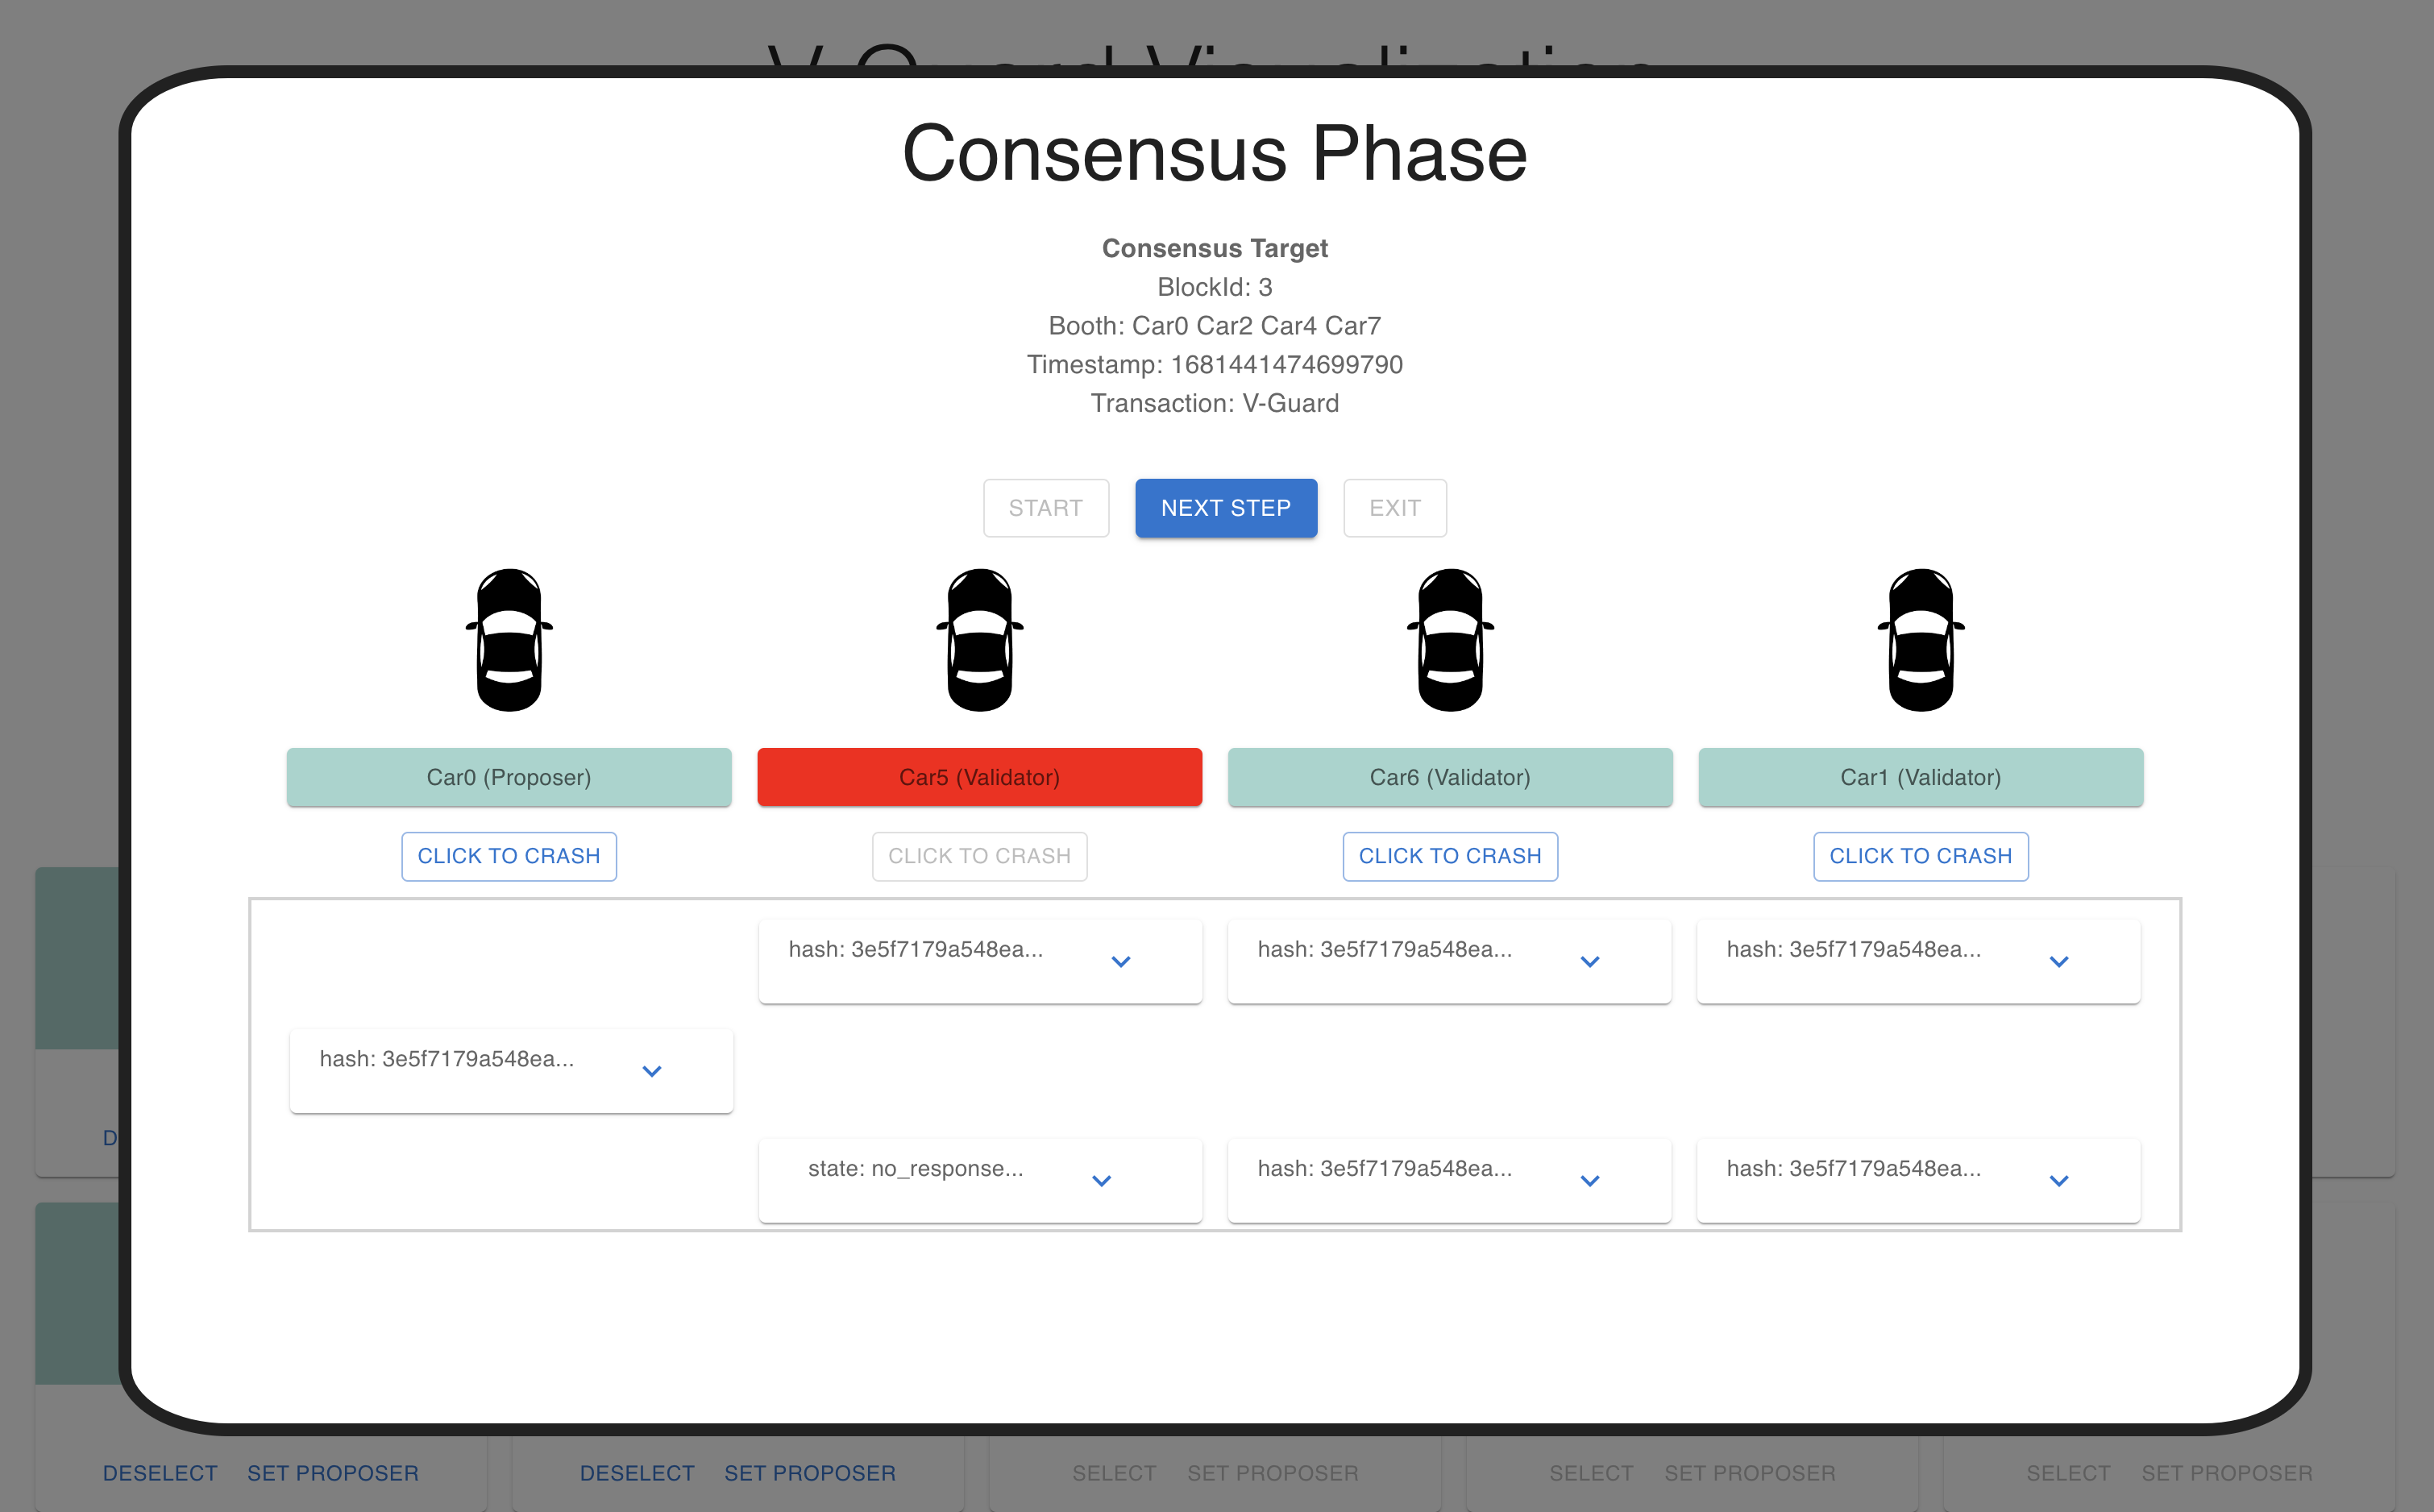 V-Guard Visualization
Consensus Phase
Consensus Target
BlockId: 3
Booth: Car0 Car2 Car4 Car7
Timestamp: 1681441474699790
Transaction: V-Guard
START NEXT STEP EXIT
Car0 (Proposer) Car5 (Validator) Car6 (Validator) Car1 (Validator)
CLICK TO CRASH CLICK TO CRASH CLICK TO CRASH CLICK TO CRASH
hash: 3e5f7179a548ea... hash: 3e5f7179a548ea... hash: 3e5f7179a548ea...
hash: 3e5f7179a548ea...
D
state: no_response... hash: 3e5f7179a548ea... hash: 3e5f7179a548ea...
DESELECT SET PROPOSER DESELECT SET PROPOSER SELECT SET PROPOSER SELECT SET PROPOSER SELECT SET PROPOSER